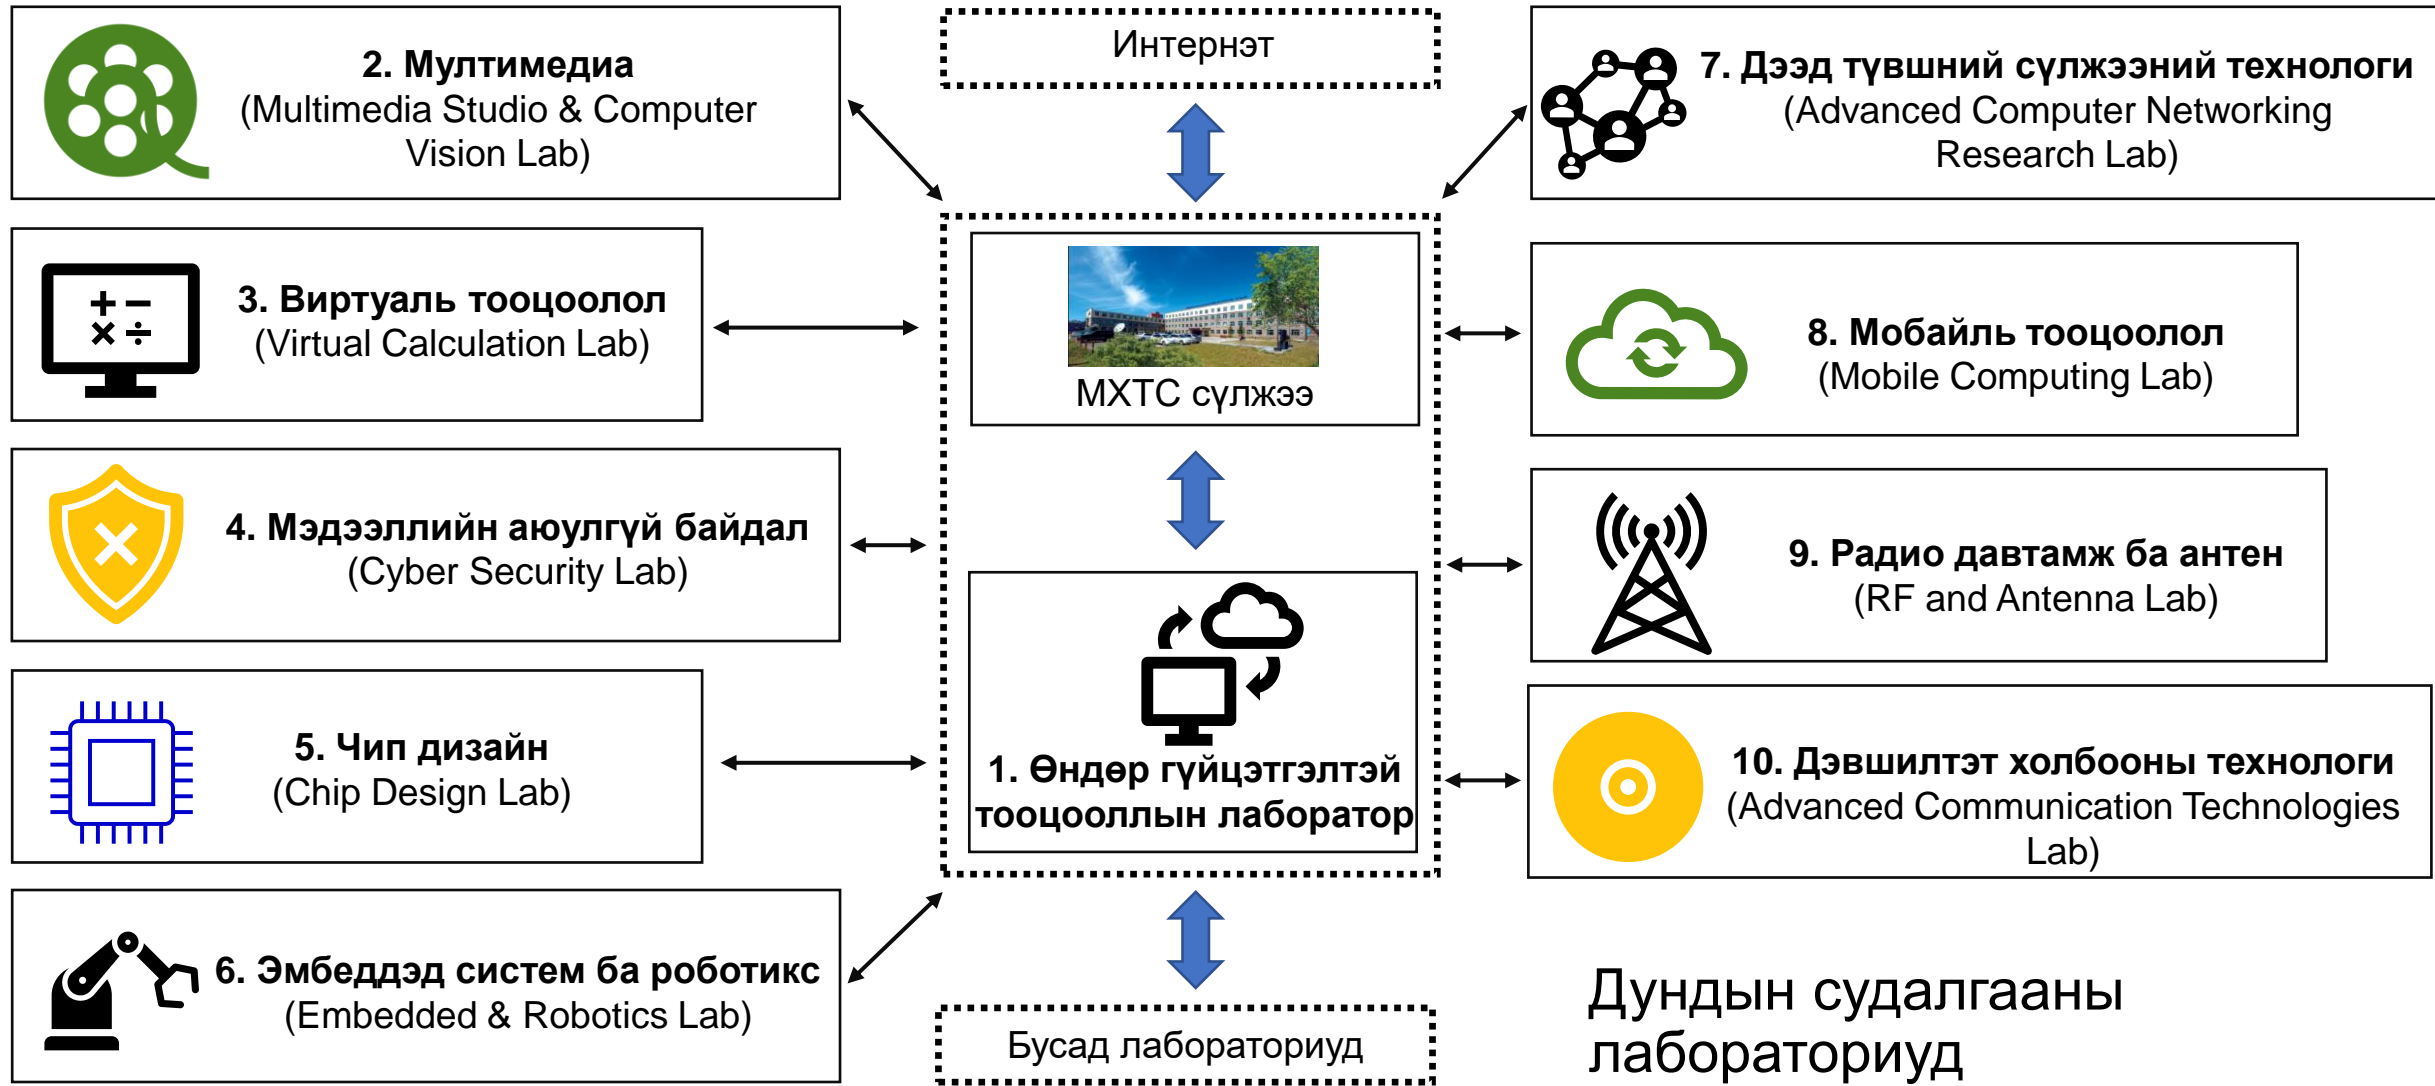 2. Мултимедиа
(Multimedia Studio & Computer
Vision Lab)
3. Виртуаль тооцоолол
(Virtual Calculation Lab)
4. Мэдээллийн аюулгүй байдал
(Cyber Security Lab)
5. Чип дизайн
(Chip Design Lab)
6. Эмбеддэд систем ба роботикс
(Embedded & Robotics Lab)
Интернэт
МХТС сүлжээ
1. Өндөр гүйцэтгэлтэй
тооцооллын лаборатор
Бусад лабораториуд
7. Дээд түвшний сүлжээний технологи
(Advanced Computer Networking
Research Lab)
8. Мобайль тооцоолол
(Mobile Computing Lab)
9. Радио давтамж ба антен
(RF and Antenna Lab)
10. Дэвшилтэт холбооны технологи
(Advanced Communication Technologies
Lab)
Дундын судалгааны
лабораториуд